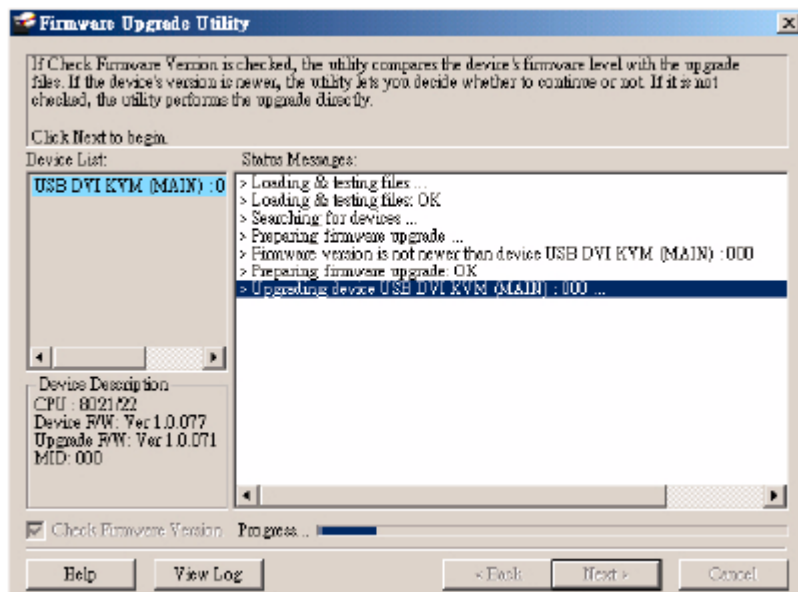 Firmware Upgrade Utility
If Check Firmware Version is checked, the utility compares the device's firmware level with the upgrade
files. If the device's version is newer, the utility lets you decide whether to continue or not. If it is not
checked, the utility performs the upgrade directly.
Click Next to begin.
Device List:
USB DVI KVM (MAIN) :0
Status Messages:
> Loading & testing files ...
> Loading & testing files: OK
> Searching for devices ...
> Preparing firmware upgrade ...
> Firmware version is not newer than device USB DVI KVM (MAIN) :000
> Preparing firmware upgrade: OK
> Upgrading device USB DVI KVM (MAIN) : 000 ...
Device Description
CPU : 8021/22
Device F/W: Ver 1.0.077
Upgrade F/W: Ver 1.0.071
MID: 000
Check Firmware Version
Progress...
Help
View Log
< Back
Next >
Cancel